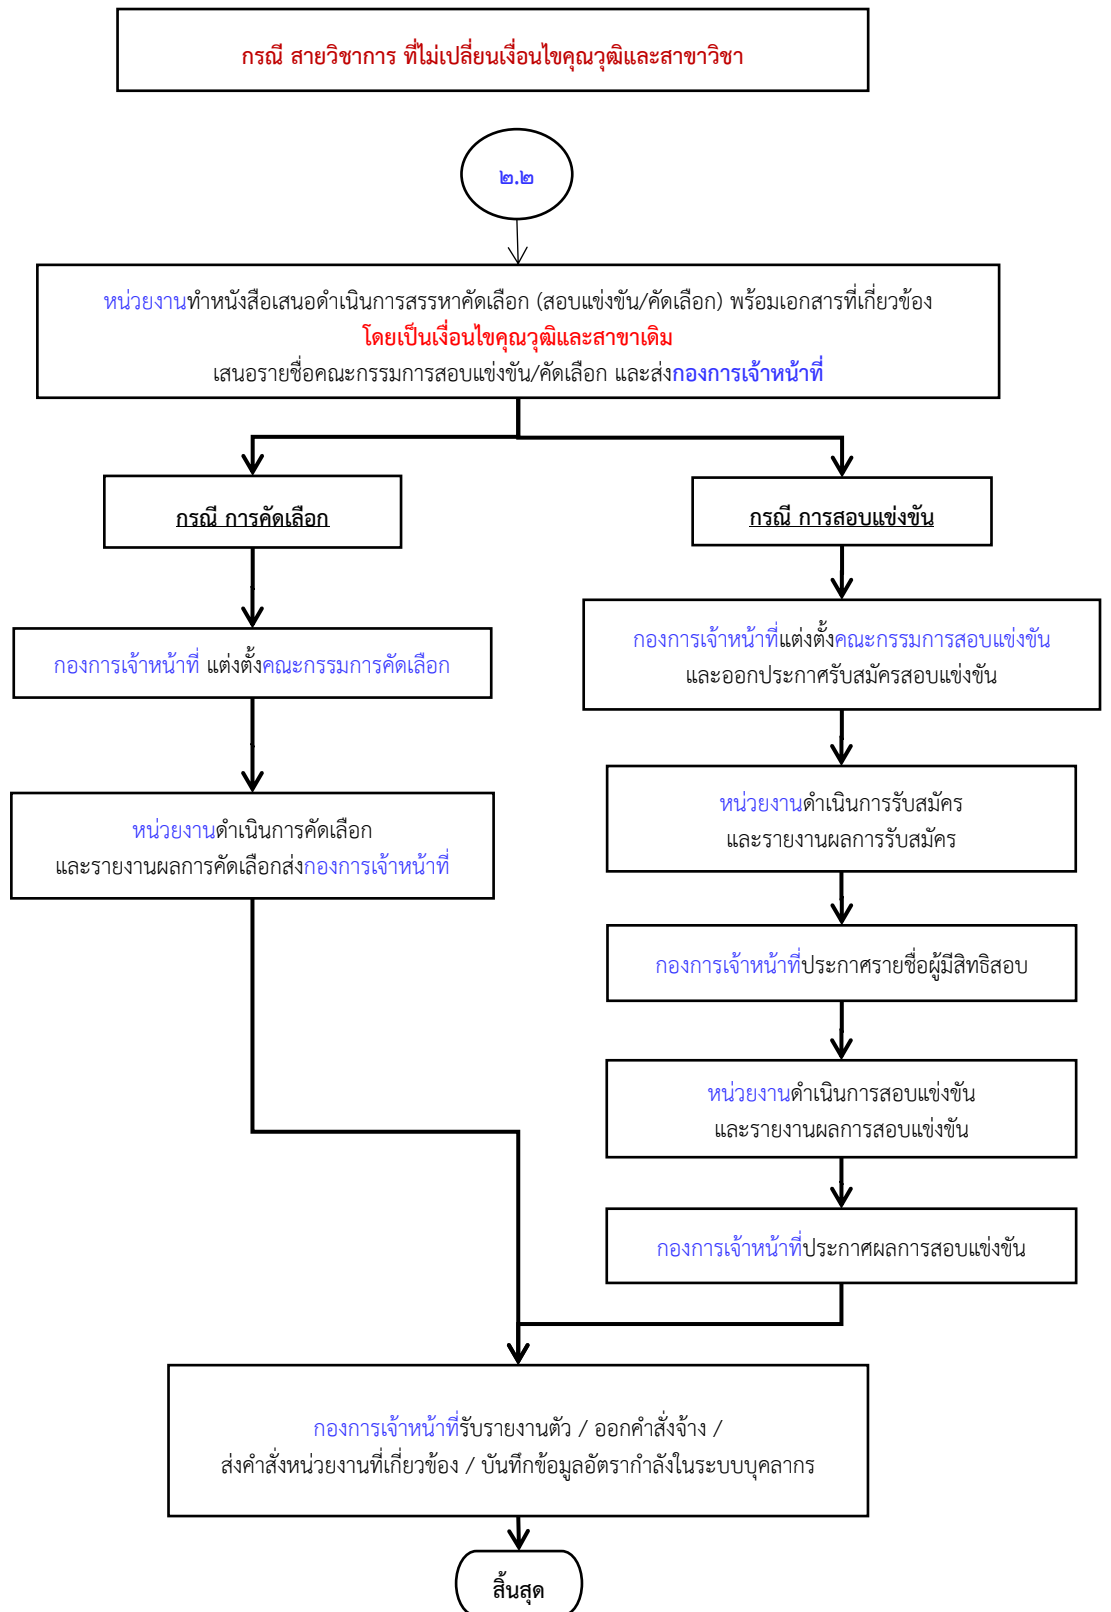 กรณี สายวิชาการ ที่ไม่เปลี่ยนเงื่อนไขคุณวุฒิและสาขาวิชา
๒.๒
หน่วยงานทำหนังสือเสนอดำเนินการสรรหาคัดเลือก (สอบแข่งขัน/คัดเลือก) พร้อมเอกสารที่เกี่ยวข้อง
โดยเป็นเงื่อนไขคุณวุฒิและสาขาเดิม
เสนอรายชื่อคณะกรรมการสอบแข่งขัน/คัดเลือก และส่งกองการเจ้าหน้าที่
กรณี การคัดเลือก
กองการเจ้าหน้าที่ แต่งตั้งคณะกรรมการคัดเลือก
หน่วยงานดำเนินการคัดเลือก
และรายงานผลการคัดเลือกส่งกองการเจ้าหน้าที่
กรณี การสอบแข่งขัน
กองการเจ้าหน้าที่แต่งตั้งคณะกรรมการสอบแข่งขัน
และออกประกาศรับสมัครสอบแข่งขัน
หน่วยงานดำเนินการรับสมัคร
และรายงานผลการรับสมัคร
กองการเจ้าหน้าที่ประกาศรายชื่อผู้มีสิทธิสอบ
หน่วยงานดำเนินการสอบแข่งขัน
และรายงานผลการสอบแข่งขัน
กองการเจ้าหน้าที่ประกาศผลการสอบแข่งขัน
กองการเจ้าหน้าที่รับรายงานตัว / ออกคำสั่งจ้าง /
ส่งคำสั่งหน่วยงานที่เกี่ยวข้อง / บันทึกข้อมูลอัตรากำลังในระบบบุคลากร
สิ้นสุด